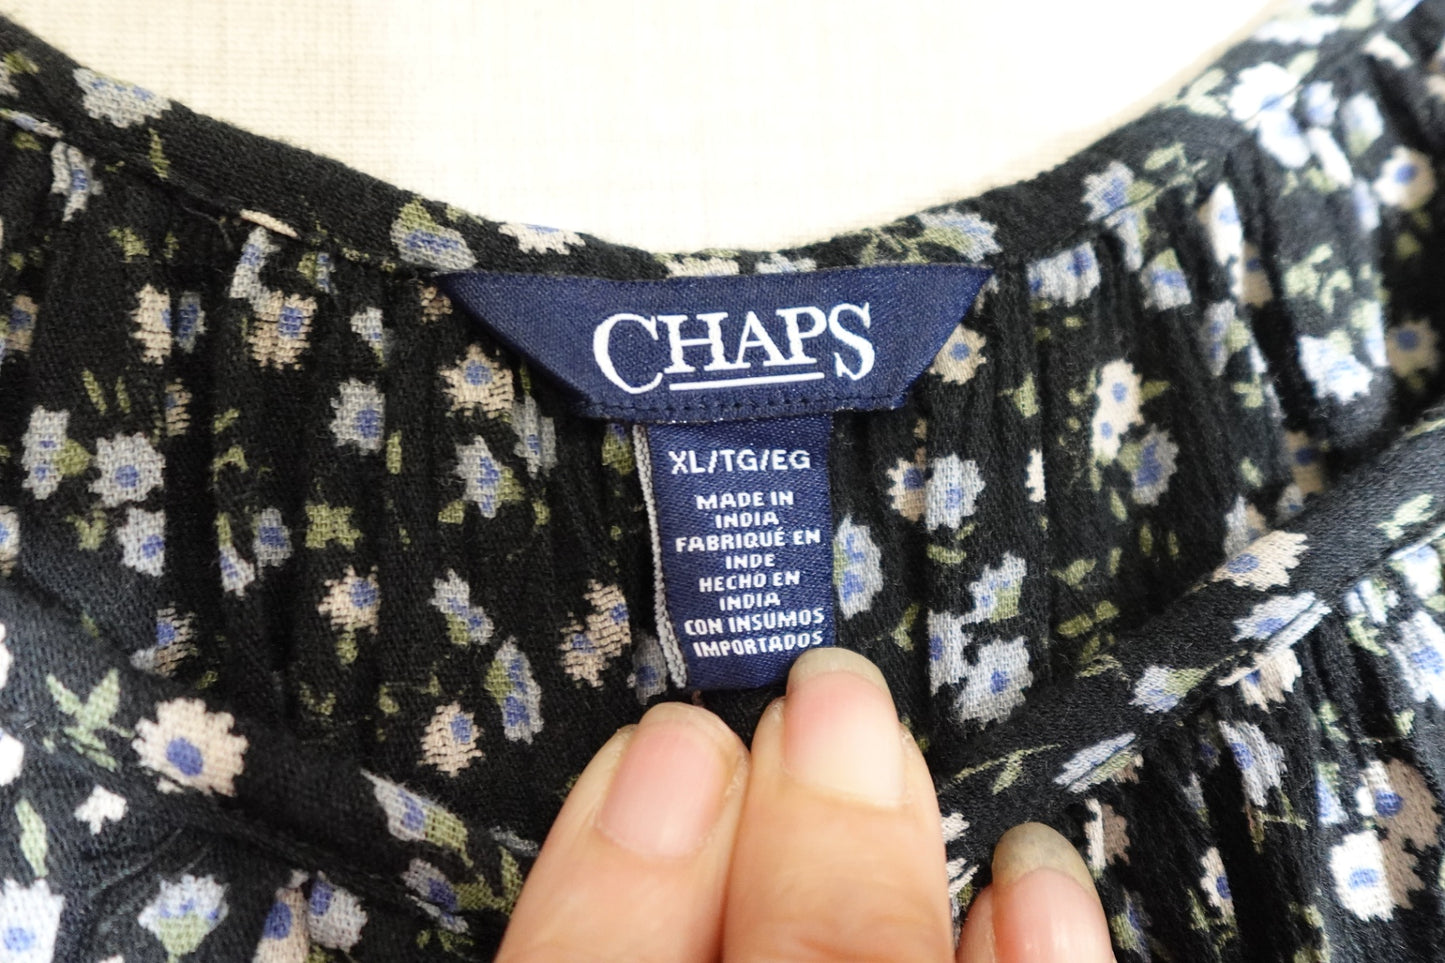 CHAPS
XL/TG/EG
MADE IN
INDIA
FABRIQUÉ EN
INDE
HECHO EN
INDIA
CON INSUMOS
IMPORTADOS